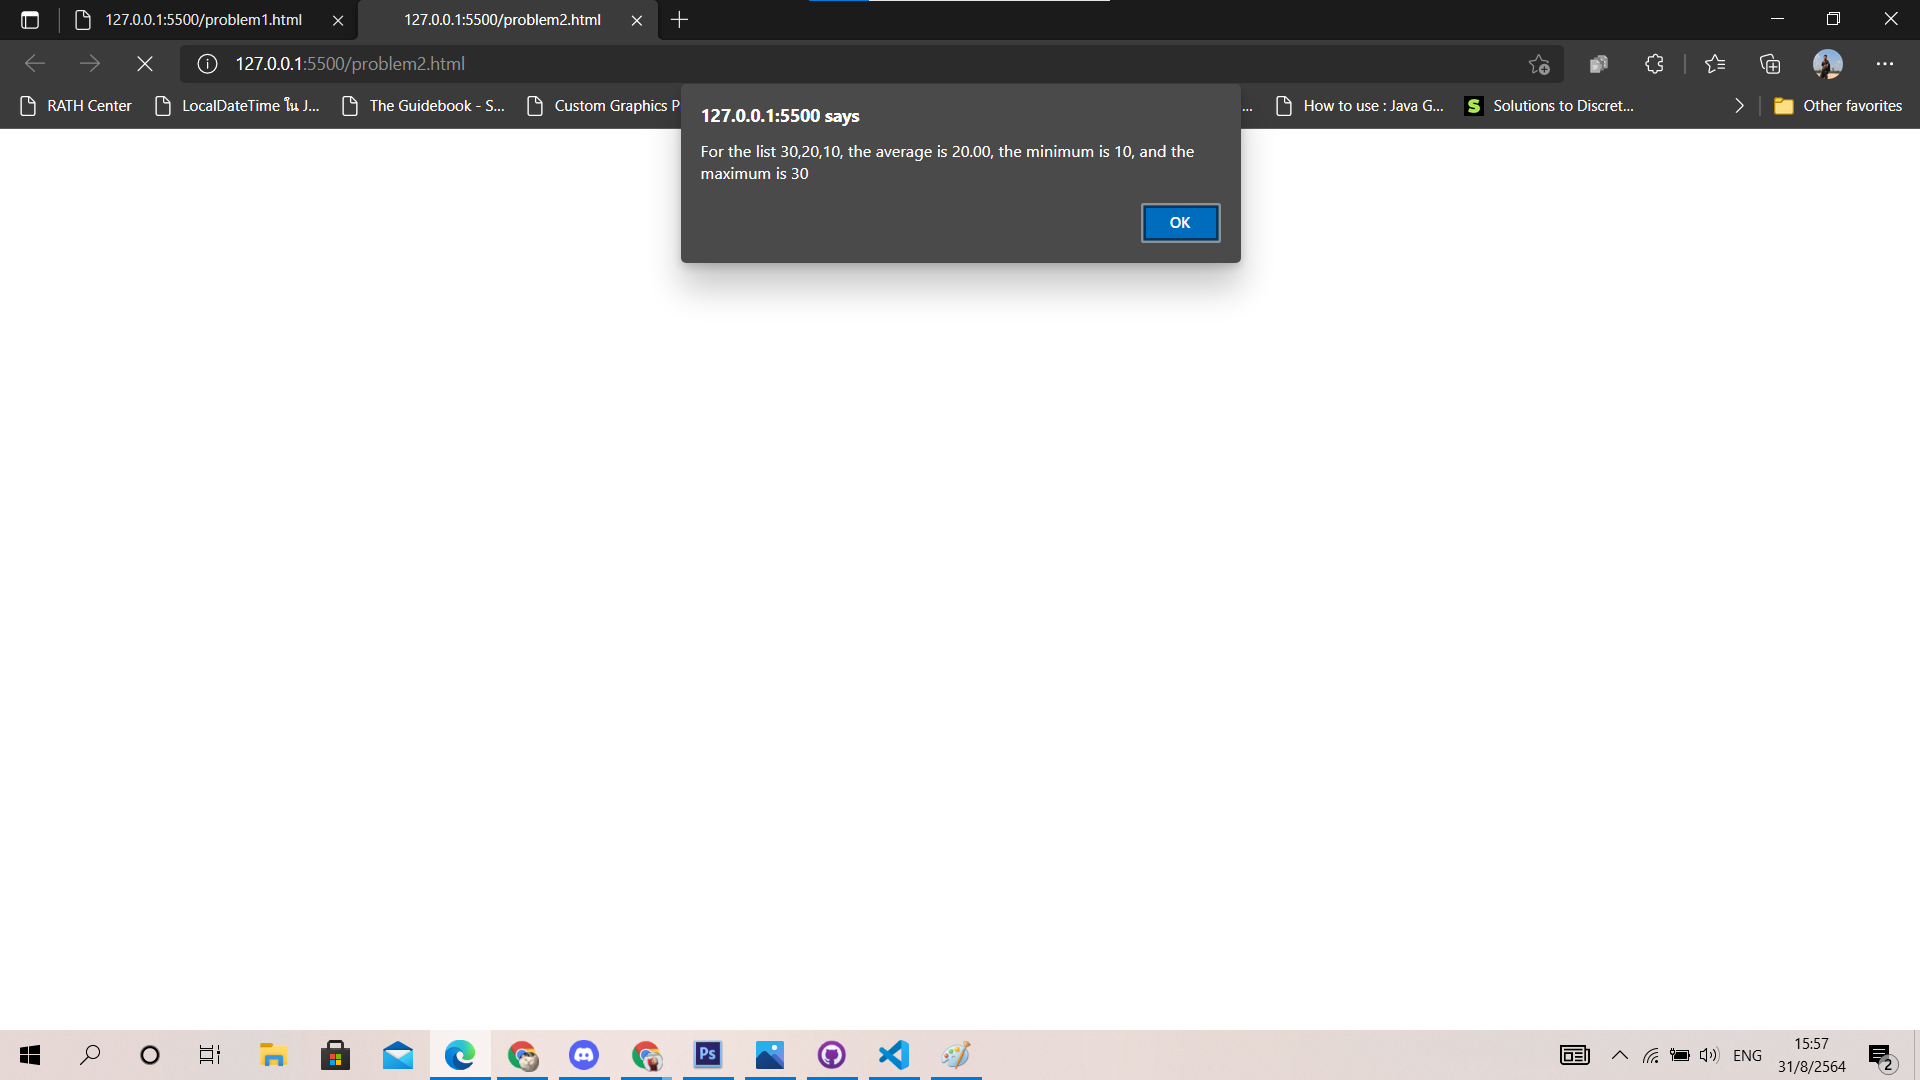 127.0.0.1:5500/problem1.html
127.0.0.1:5500/problem2.html
127.0.0.1:5500/problem2.html
RATH Center
LocalDateTime ใน J...
The Guidebook - S...
Custom Graphics P
...
How to use : Java G...
S
Solutions to Discret...
Other favorites
127.0.0.1:5500 says
For the list 30,20,10, the average is 20.00, the minimum is 10, and the
maximum is 30
OK
Ps
ENG
15:57
31/8/2564
2